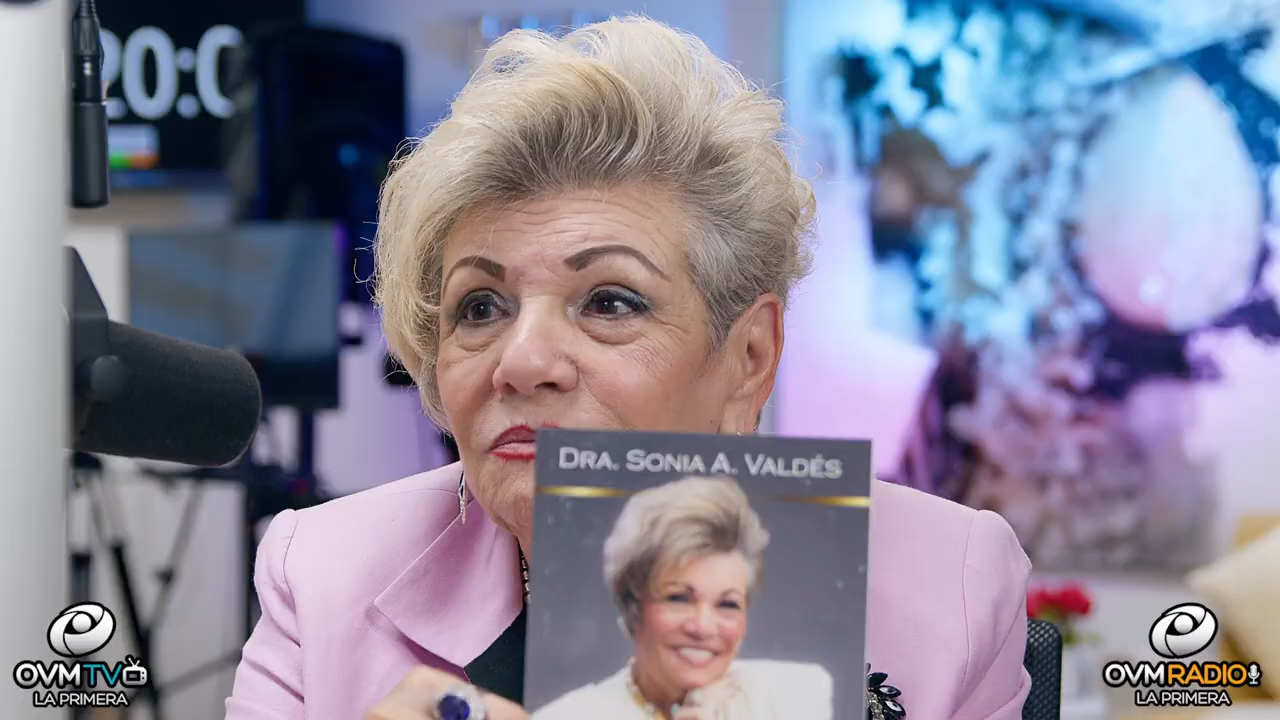 20:0
DRA. SONIA A. VALDÉS
OVMTV
LA PRIMERA
OVMRADIO
LA PRIMERA